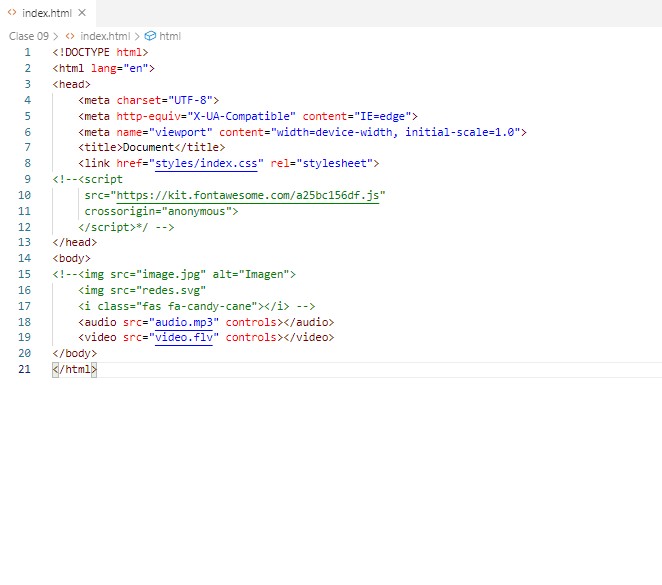 index.html ×
Clase 09 > index.html > html
1 <!DOCTYPE html>
2 <html lang="en">
3 <head>
4 <meta charset="UTF-8">
5 <meta http-equiv="X-UA-Compatible" content="IE=edge">
6 <meta name="viewport" content="width=device-width, initial-scale=1.0">
7 <title>Document</title>
8 <link href="styles/index.css" rel="stylesheet">
9 <!--<script
10 src="https://kit.fontawesome.com/a25bc156df.js"
11 crossorigin="anonymous">
12 </script>*/ -->
13 </head>
14 <body>
15 <!--<img src="image.jpg" alt="Imagen">
16 <img src="redes.svg"
17 <i class="fas fa-candy-cane"></i> -->
18 <audio src="audio.mp3" controls></audio>
19 <video src="video.flv" controls></video>
20 </body>
21 </html>